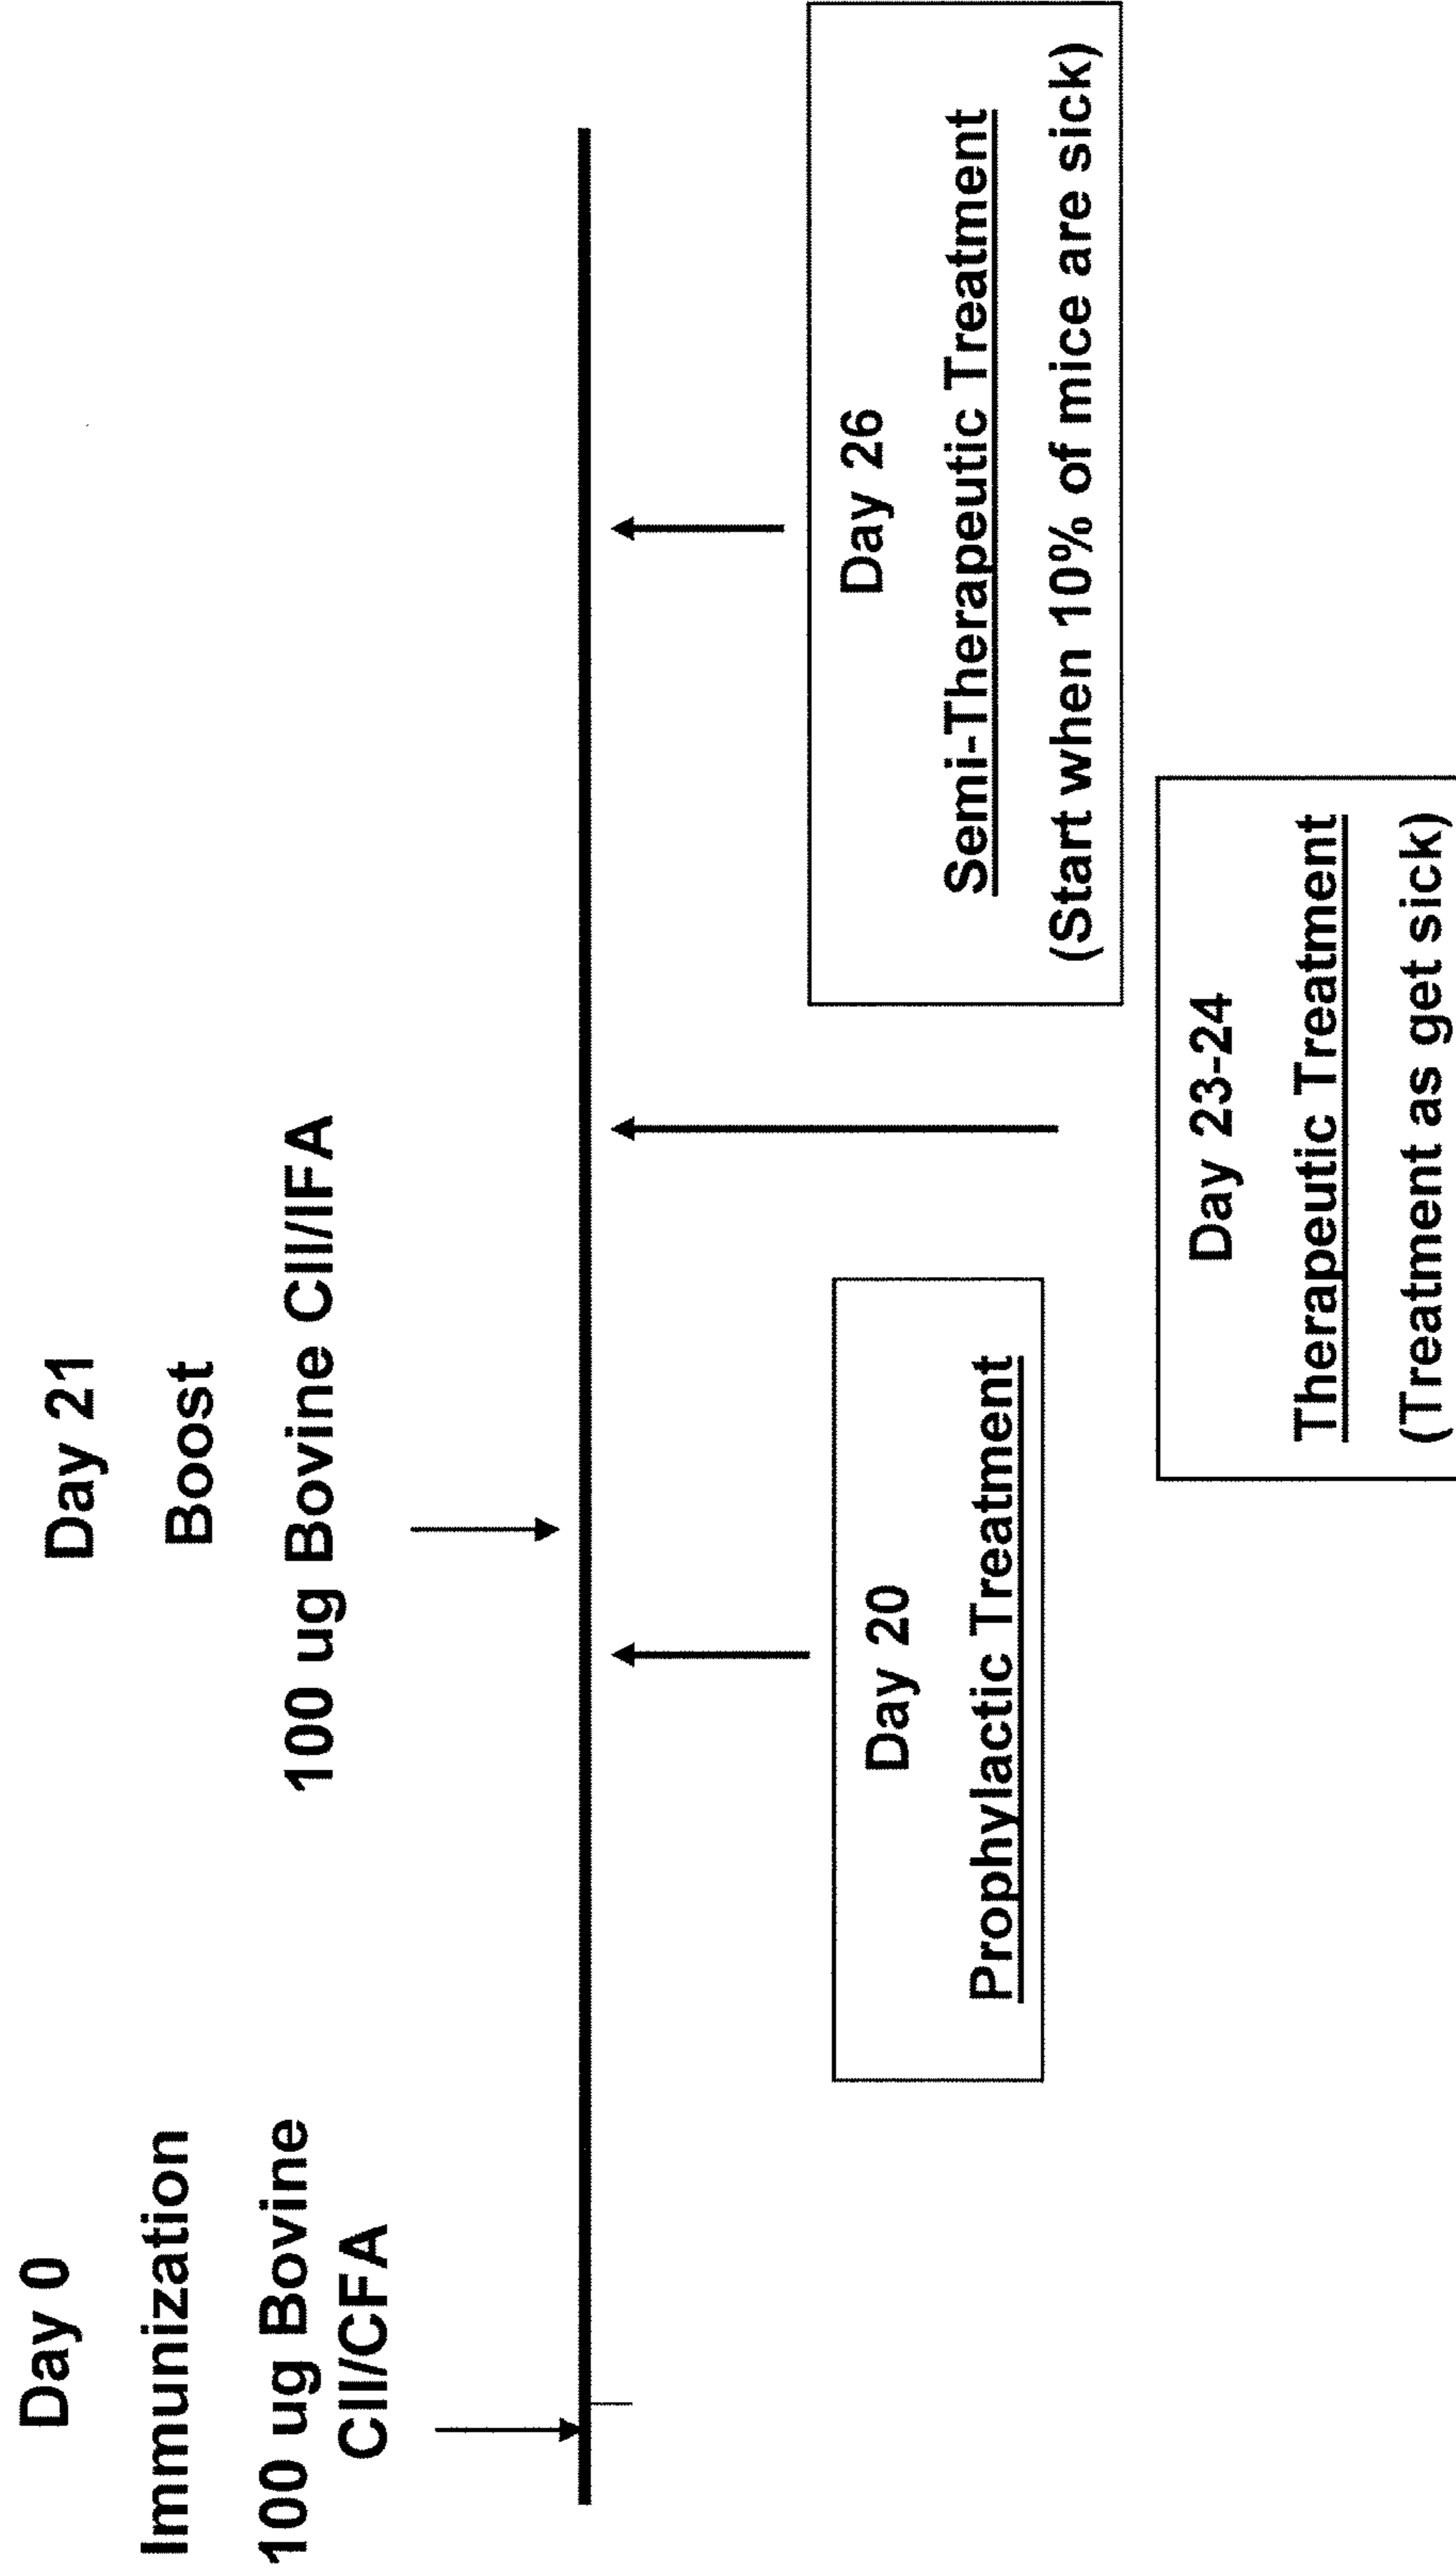 Day 0
Immunization
100 ug Bovine
CII/CFA
Day 21
Boost
100 ug Bovine CII/IFA
Day 20
Prophylactic Treatment
Day 23-24
Therapeutic Treatment
(Treatment as get sick)
Day 26
Semi-Therapeutic Treatment
(Start when 10% of mice are sick)